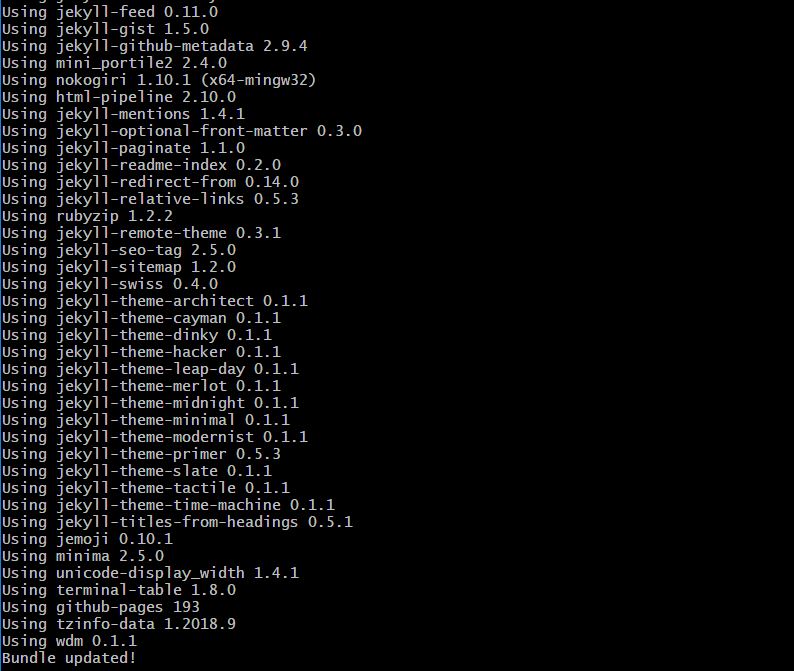 Using jekyll-feed 0.11.0
Using jekyll-gist 1.5.0
Using jekyll-github-metadata 2.9.4
Using mini_portile2 2.4.0
Using nokogiri 1.10.1 (x64-mingw32)
Using html-pipeline 2.10.0
Using jekyll-mentions 1.4.1
Using jekyll-optional-front-matter 0.3.0
Using jekyll-paginate 1.1.0
Using jekyll-readme-index 0.2.0
Using jekyll-redirect-from 0.14.0
Using jekyll-relative-links 0.5.3
Using rubyzip 1.2.2
Using jekyll-remote-theme 0.3.1
Using jekyll-seo-tag 2.5.0
Using jekyll-sitemap 1.2.0
Using jekyll-swiss 0.4.0
Using jekyll-theme-architect 0.1.1
Using jekyll-theme-cayman 0.1.1
Using jekyll-theme-dinky 0.1.1
Using jekyll-theme-hacker 0.1.1
Using jekyll-theme-leap-day 0.1.1
Using jekyll-theme-merlot 0.1.1
Using jekyll-theme-midnight 0.1.1
Using jekyll-theme-minimal 0.1.1
Using jekyll-theme-modernist 0.1.1
Using jekyll-theme-primer 0.5.3
Using jekyll-theme-slate 0.1.1
Using jekyll-theme-tactile 0.1.1
Using jekyll-theme-time-machine 0.1.1
Using jekyll-titles-from-headings 0.5.1
Using jemoji 0.10.1
Using minima 2.5.0
Using unicode-display_width 1.4.1
Using terminal-table 1.8.0
Using github-pages 193
Using tzinfo-data 1.2018.9
Using wdm 0.1.1
Bundle updated!